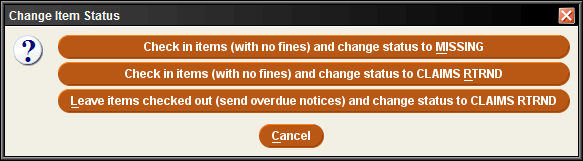 Change Item Status
Check in items (with no fines) and change status to MISSING
Check in items (with no fines) and change status to CLAIMS RTRND
Leave items checked out (send overdue notices) and change status to CLAIMS RTRND
Cancel